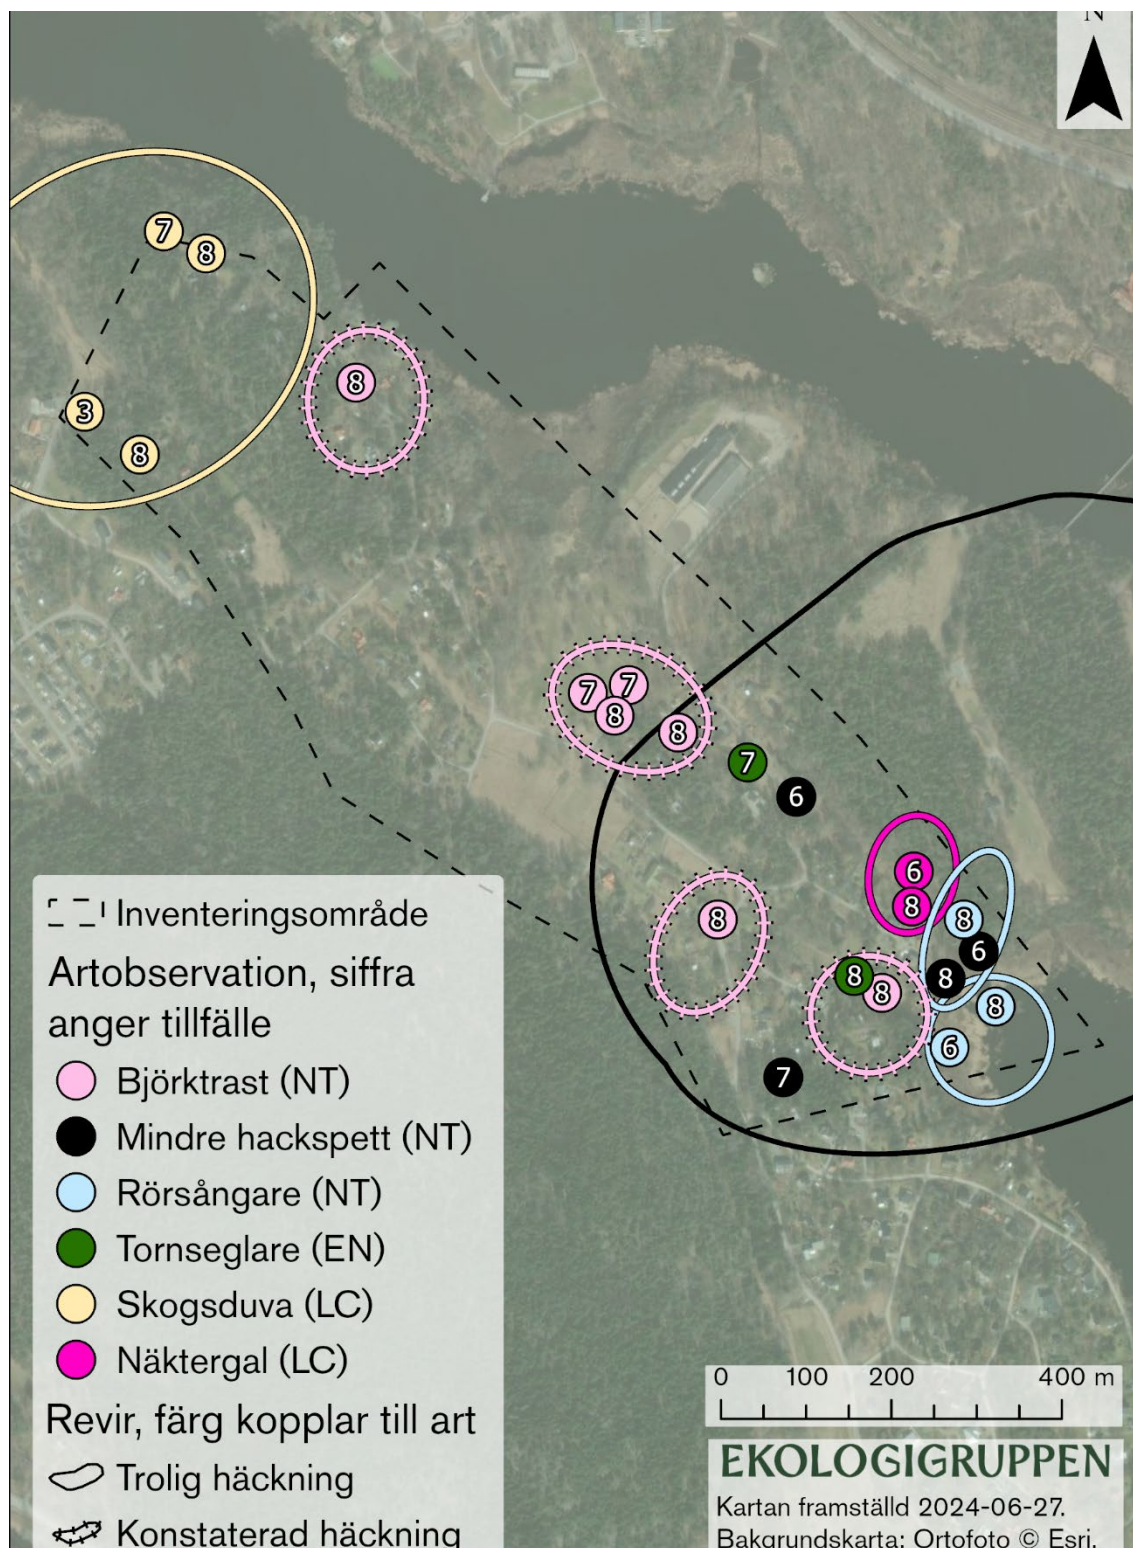 N
7
8
8
3
8
7
7
8
8
7
6
6
8
8
8
6
8
8
8
8
6
7
Inventeringsområde
Artobservation, siffra
anger tillfälle
Björktrast (NT)
Mindre hackspett (NT)
Rörsångare (NT)
Tornseglare (EN)
Skogsduva (LC)
Näktergal (LC)
Revir, färg kopplar till art
Trolig häckning
Konstaterad häckning
0 100 200 400 m
EKOLOGIGRUPPEN
Kartan framställd 2024-06-27.
Bakgrundskarta: Ortofoto © Esri.